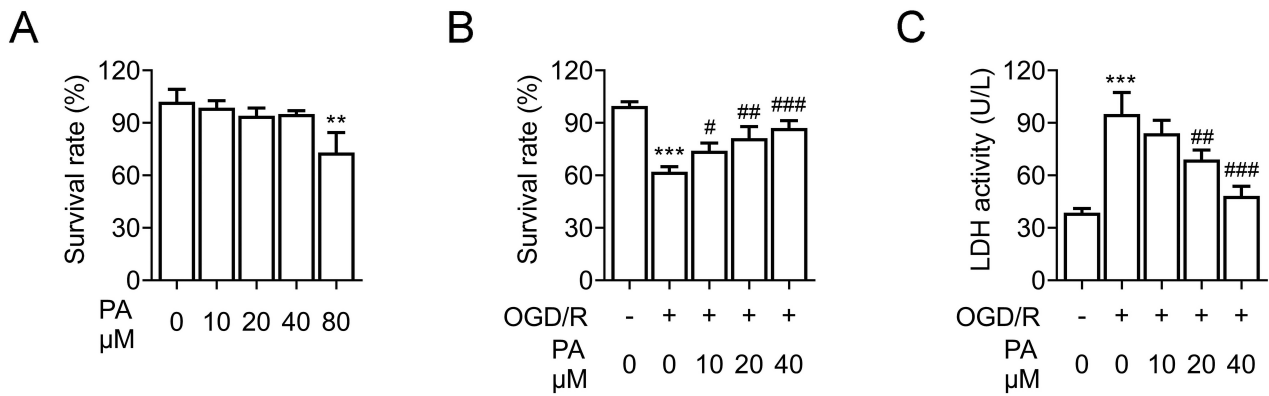 A
Survival rate (%)
120
90
60
30
0
**
PA
µM
0 10 20 40 80
B
Survival rate (%)
120
90
60
30
0
***
#
##
###
OGD/R - + + + +
PA
µM
0 0 10 20 40
C
LDH activity (U/L)
120
90
60
30
0
***
##
###
OGD/R - + + + +
PA
µM
0 0 10 20 40